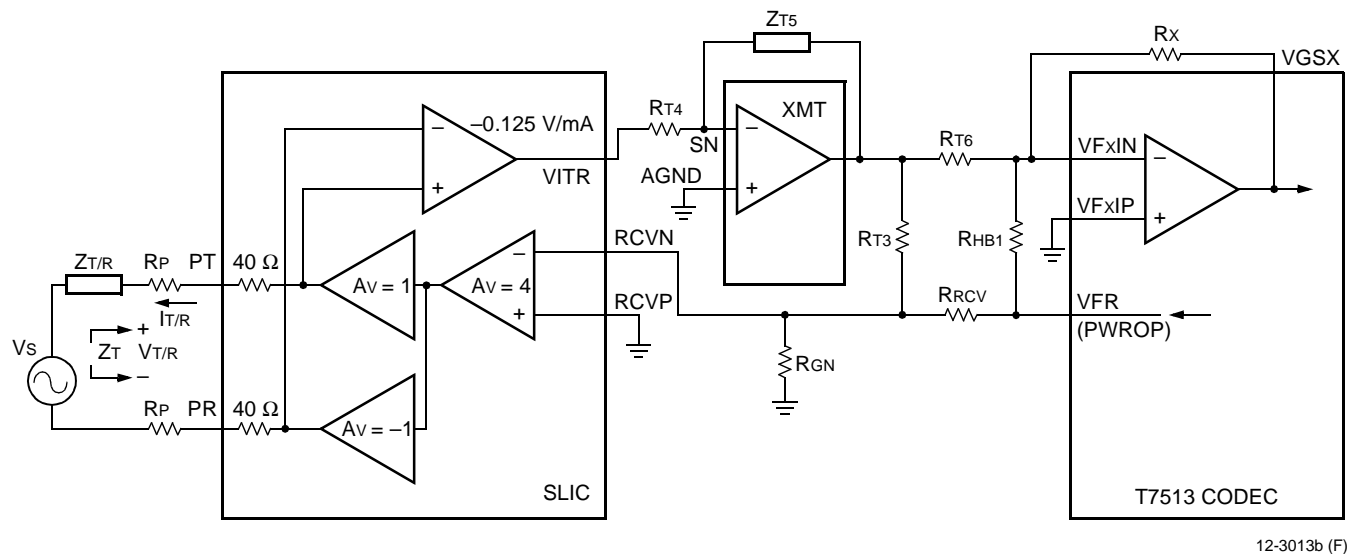 ZT5
RX
VGSX
XMT
–0.125 V/mA
RT4
SN
RT6
VFXIN
VITR
AGND
VFXIP
RCVN
RT3
RHB1
ZT/R
RP
PT
40 Ω
AV = 1
AV = 4
RCVP
RRCV
VFR
(PWROP)
IT/R
VS
ZT
+
VT/R
–
RGN
RP
PR
40 Ω
AV = –1
SLIC
T7513 CODEC
12-3013b (F)
–
+
–
+
–
+
–
+